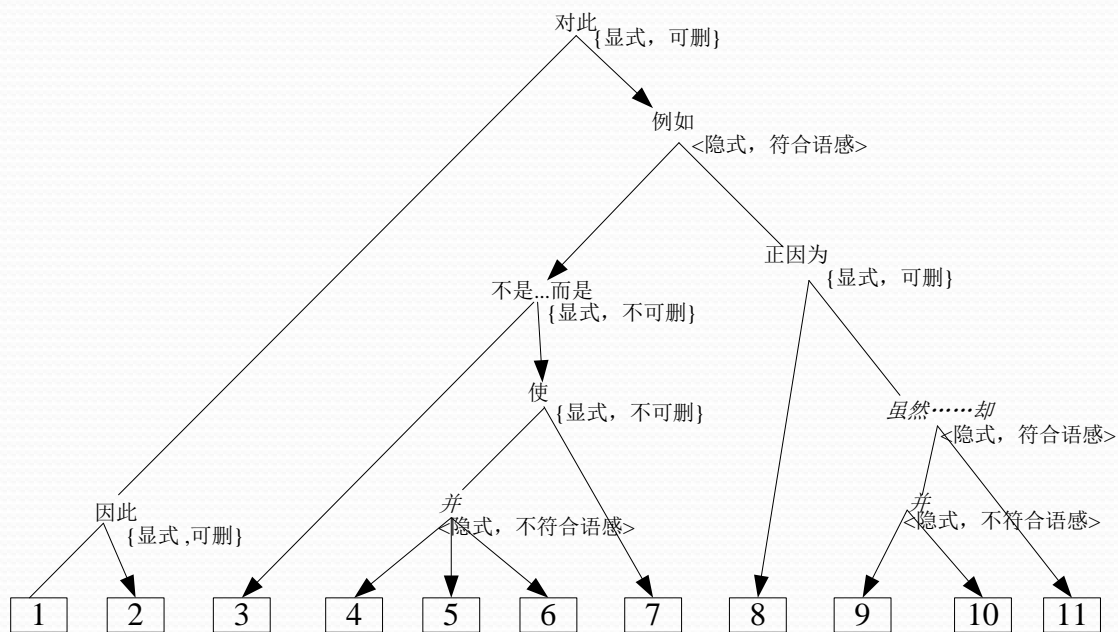 对此
{显式，可删}
例如
<隐式，符合语感>
正因为
{显式，可删}
不是...而是
{显式，不可删}
使
{显式，不可删}
虽然……却
<隐式，符合语感>
因此
{显式 ,可删}
并
<隐式，不符合语感>
并
<隐式，不符合语感>
1 2 3 4 5 6 7 8 9 10 11